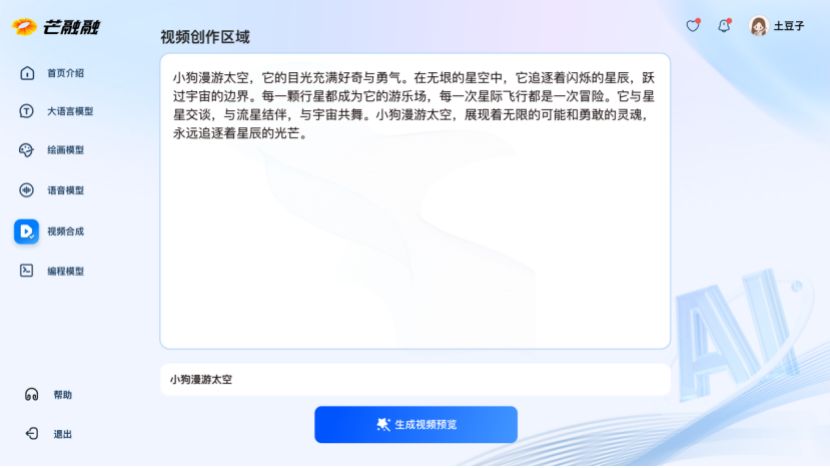 芒融融
视频创作区域
土豆子
首页介绍
大语言模型
绘画模型
语音模型
视频合成
编程模型
帮助
退出
小狗漫游太空，它的目光充满好奇与勇气。在无垠的星空中，它追逐着闪烁的星辰，跃
过宇宙的边界。每一颗行星都成为它的游乐场，每一次星际飞行都是一次冒险。它与星
星交谈，与流星结伴，与宇宙共舞。小狗漫游太空，展现着无限的可能和勇敢的灵魂，
永远追逐着星辰的光芒。
小狗漫游太空
生成视频预览
AI